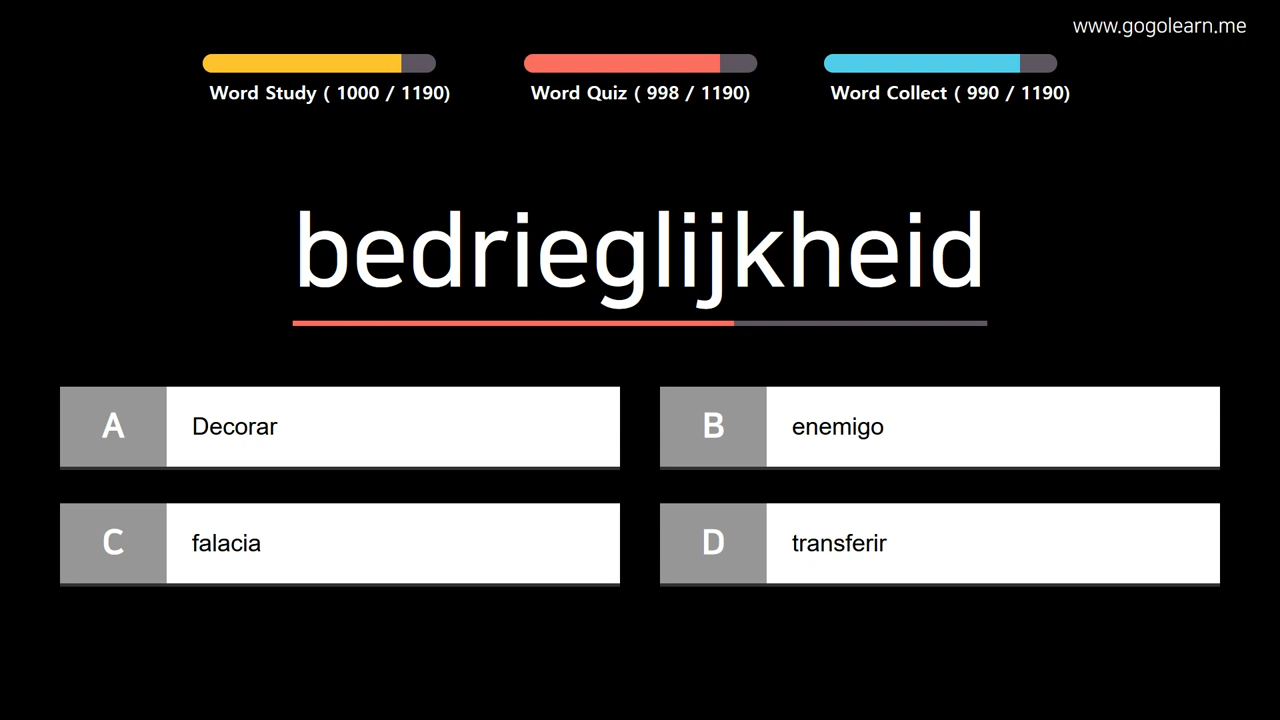 www.gogolearn.me
Word Study ( 1000 / 1190)
Word Quiz ( 998 / 1190)
Word Collect ( 990 / 1190)
bedrieglijkheid
A Decorar
B enemigo
C falacia
D transferir